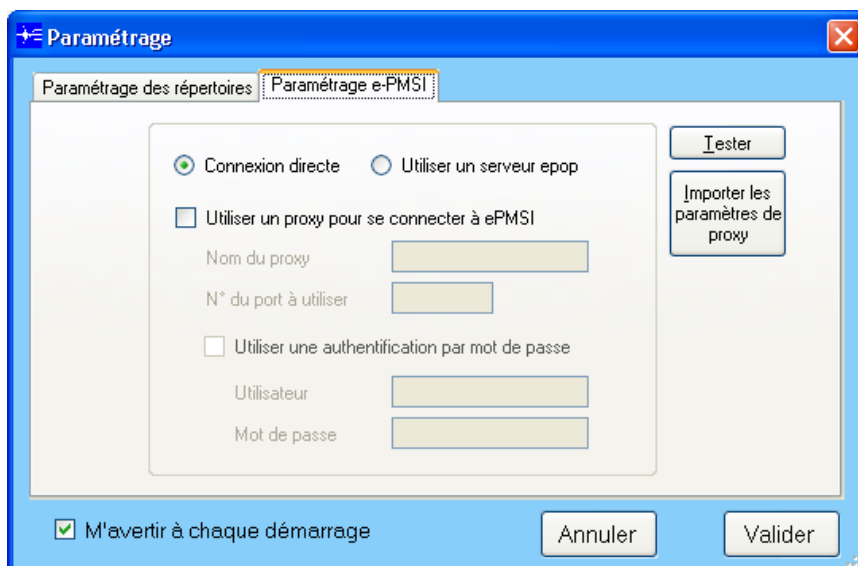 Paramétrage
Paramétrage des répertoires
Paramétrage e-PMSI
Connexion directe
Utiliser un serveur epop
Tester
Importer les
paramètres de
proxy
Utiliser un proxy pour se connecter à ePMSI
Nom du proxy
N° du port à utiliser
Utiliser une authentification par mot de passe
Utilisateur
Mot de passe
M'avertir à chaque démarrage
Annuler
Valider